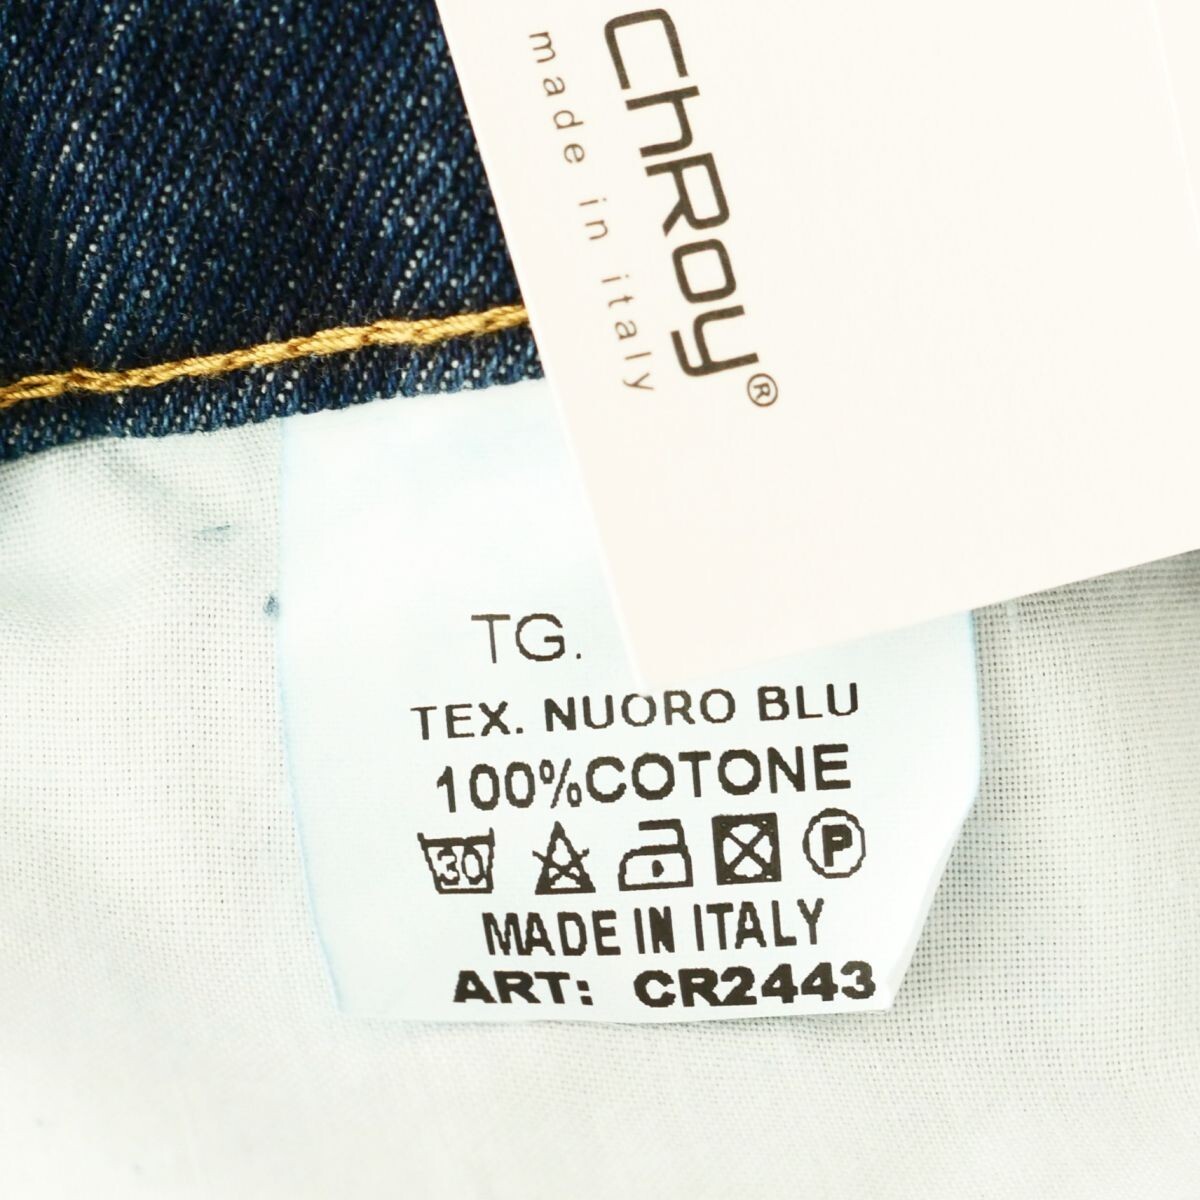 ChRoy®
made in italy
TG.
TEX. NUORO BLU
100%COTONE
30 P
MADE IN ITALY
ART: CR2443